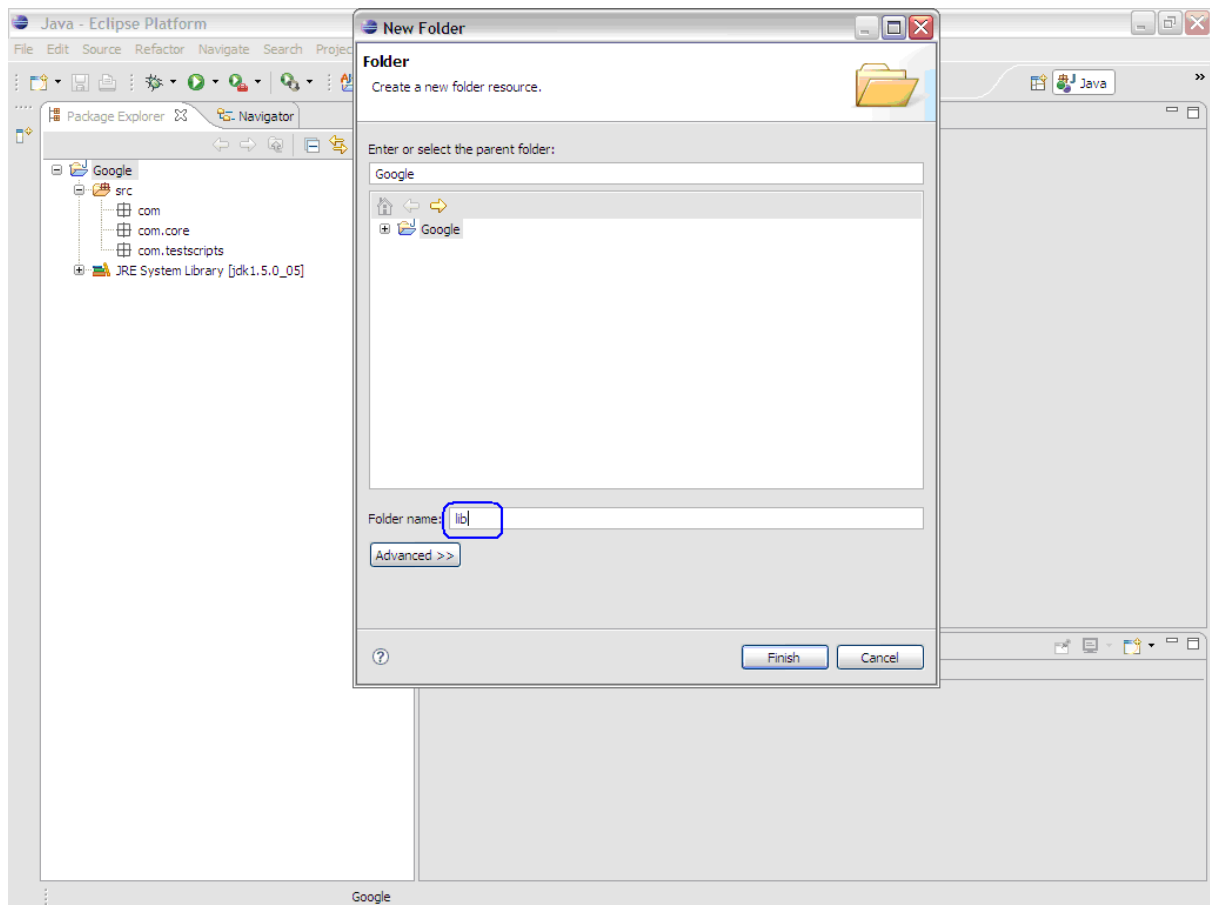 Java - Eclipse Platform
New Folder
File Edit Source Refactor Navigate Search Projec
Folder
Create a new folder resource.
Java
»
Package Explorer Navigator
Enter or select the parent folder:
Google
Google
src
com
com.core
com.testscripts
JRE System Library [jdk1.5.0_05]
Google
Folder name: lib
Advanced >>
Finish Cancel
Google